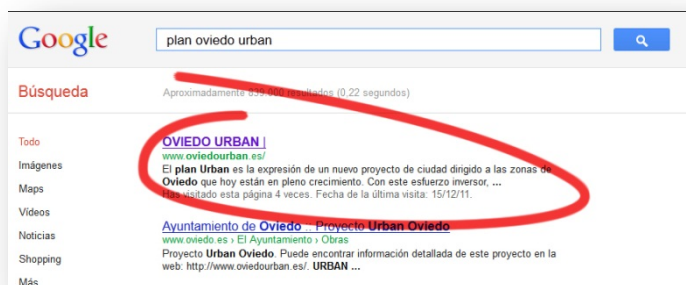 Google
plan oviedo urban
Búsqueda
Aproximadamente 839.000 resultados (0,22 segundos)
Todo
Imágenes
Maps
Vídeos
Noticias
Shopping
Más
OVIEDO URBAN |
www.oviedourban.es/
El plan Urban es la expresión de un nuevo proyecto de ciudad dirigido a las zonas de
Oviedo que hoy están en pleno crecimiento. Con este esfuerzo inversor, ...
Has visitado esta página 4 veces. Fecha de la última visita: 15/12/11.
Ayuntamiento de Oviedo .. Proyecto Urban Oviedo
www.oviedo.es › El Ayuntamiento › Obras
Proyecto Urban Oviedo. Puede encontrar información detallada de este proyecto en la
web: http://www.oviedourban.es/. URBAN ...